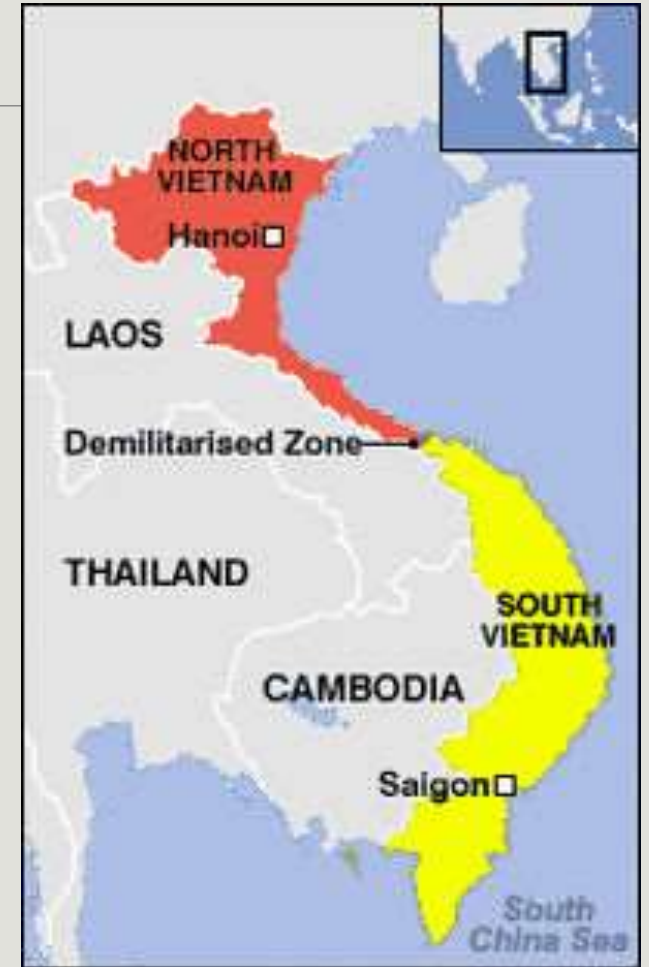 NORTH
VIETNAM
Hanoi
LAOS
Demilitarised Zone
THAILAND
SOUTH
VIETNAM
CAMBODIA
Saigon
South
China Sea